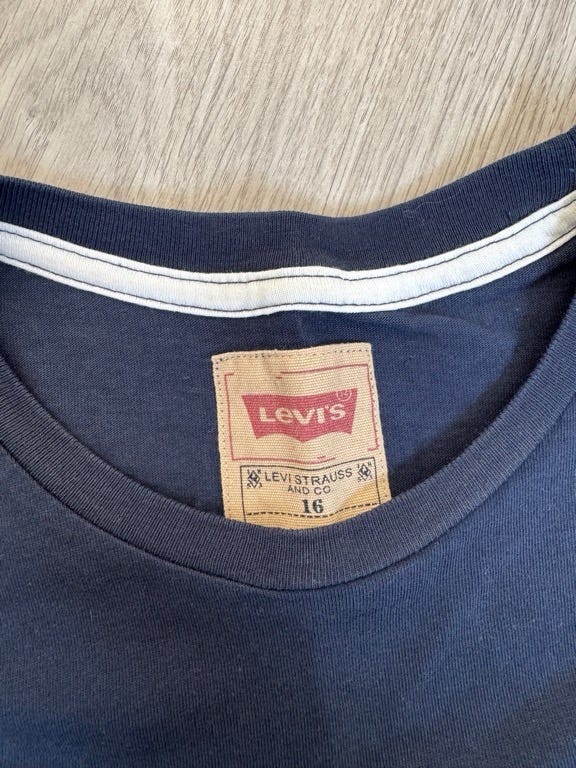 LEVI'S
®
LEVI STRAUSS
AND CO
16